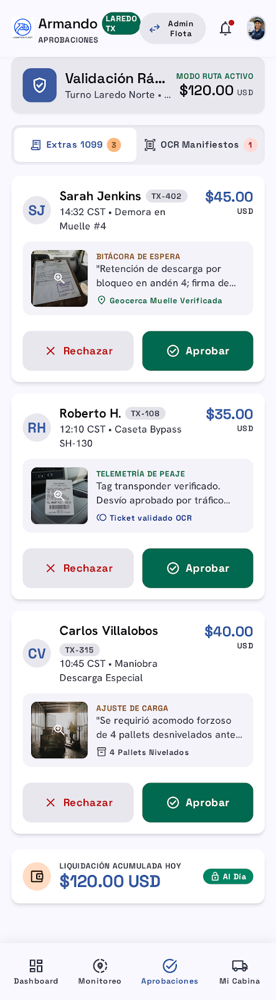 Armando
LAREDO
TX
Admin
Flota
APROBACIONES
LOGISTICS FLEET
Validación Rá...
Turno Laredo Norte • ...
MODO RUTA ACTIVO
$120.00 USD
Extras 1099 3
OCR Manifiestos 1
SJ
Sarah Jenkins TX-402
14:32 CST • Demora en
Muelle #4
$45.00
USD
BITÁCORA DE ESPERA
"Retención de descarga por
bloqueo en andén 4; firma de...
Geocerca Muelle Verificada
Rechazar
Aprobar
RH
Roberto H. TX-108
12:10 CST • Caseta Bypass
SH-130
$35.00
USD
TELEMETRÍA DE PEAJE
Tag transponder verificado.
Desvío aprobado por tráfico...
Ticket validado OCR
Rechazar
Aprobar
CV
Carlos Villalobos
TX-315
10:45 CST • Maniobra
Descarga Especial
$40.00
USD
AJUSTE DE CARGA
"Se requirió acomodo forzoso
de 4 pallets desnivelados ante...
4 Pallets Nivelados
Rechazar
Aprobar
LIQUIDACIÓN ACUMULADA HOY
$120.00 USD
Al Día
Dashboard
Monitoreo
Aprobaciones
Mi Cabina